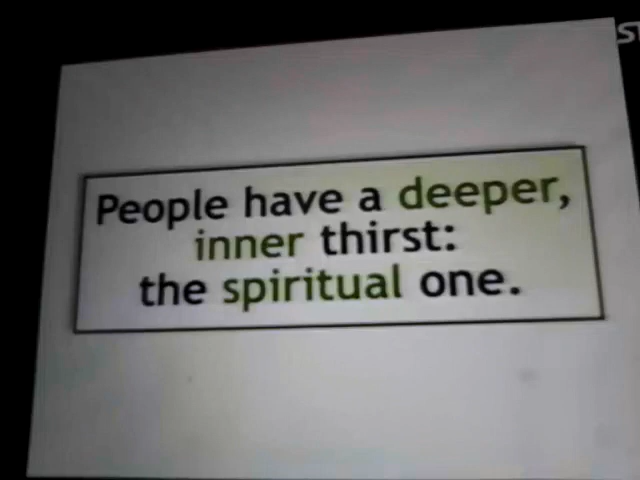 People have a deeper,
inner thirst:
the spiritual one.